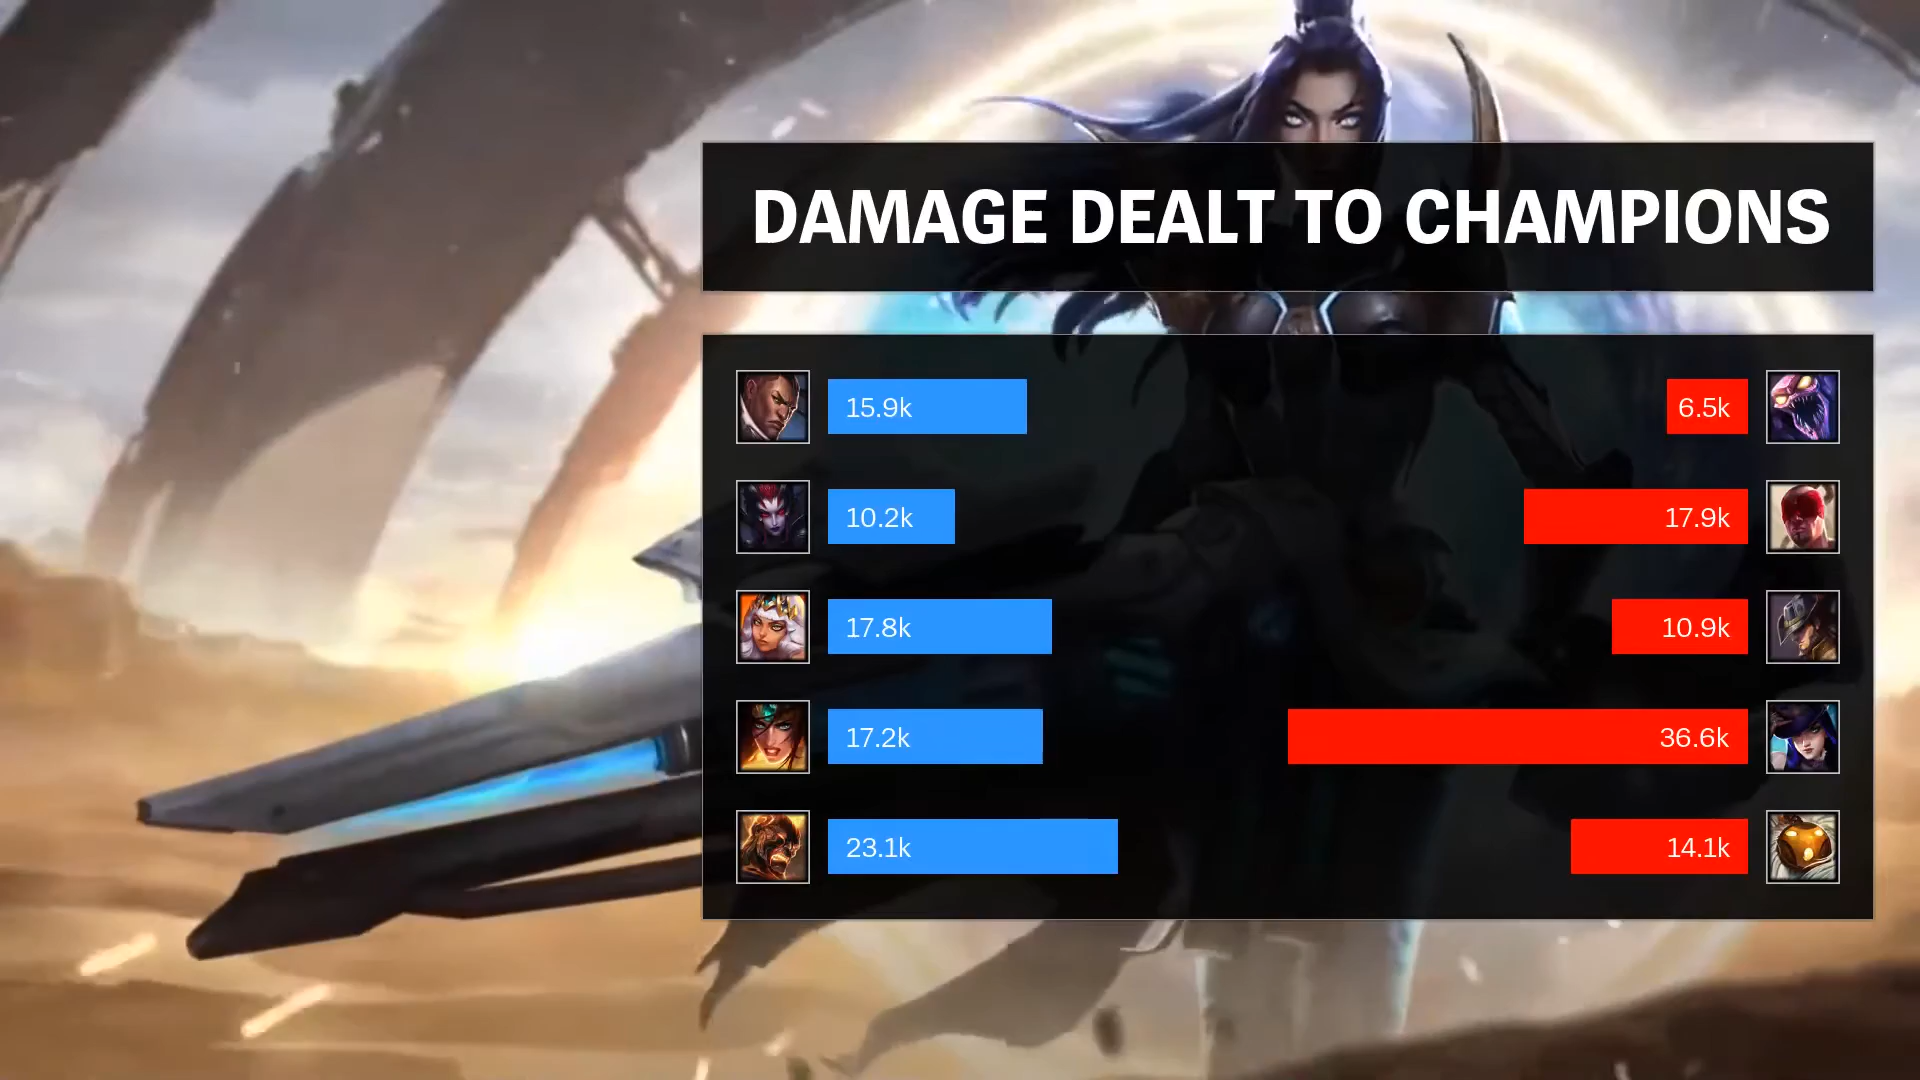 DAMAGE DEALT TO CHAMPIONS
15.9k 6.5k
10.2k 17.9k
17.8k 10.9k
17.2k 36.6k
23.1k 14.1k